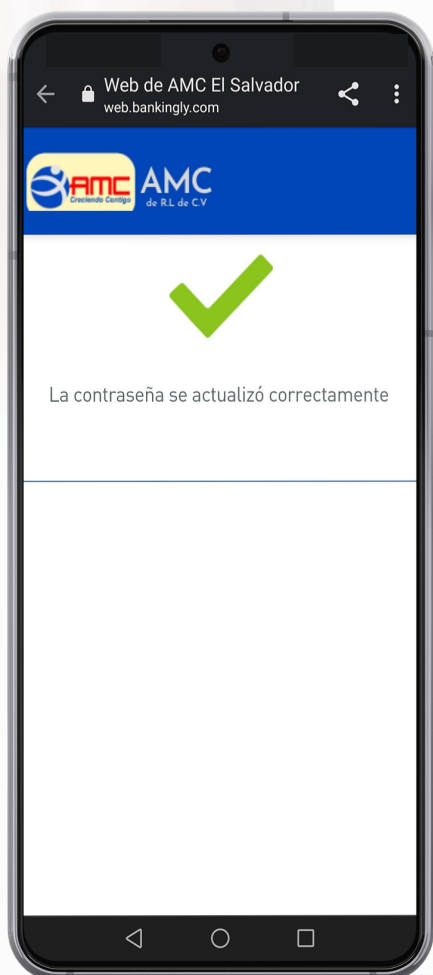 Web de AMC El Salvador
web.bankingly.com
AMC
Creciendo Contigo
AMC
de R.L de C.V
La contraseña se actualizó correctamente